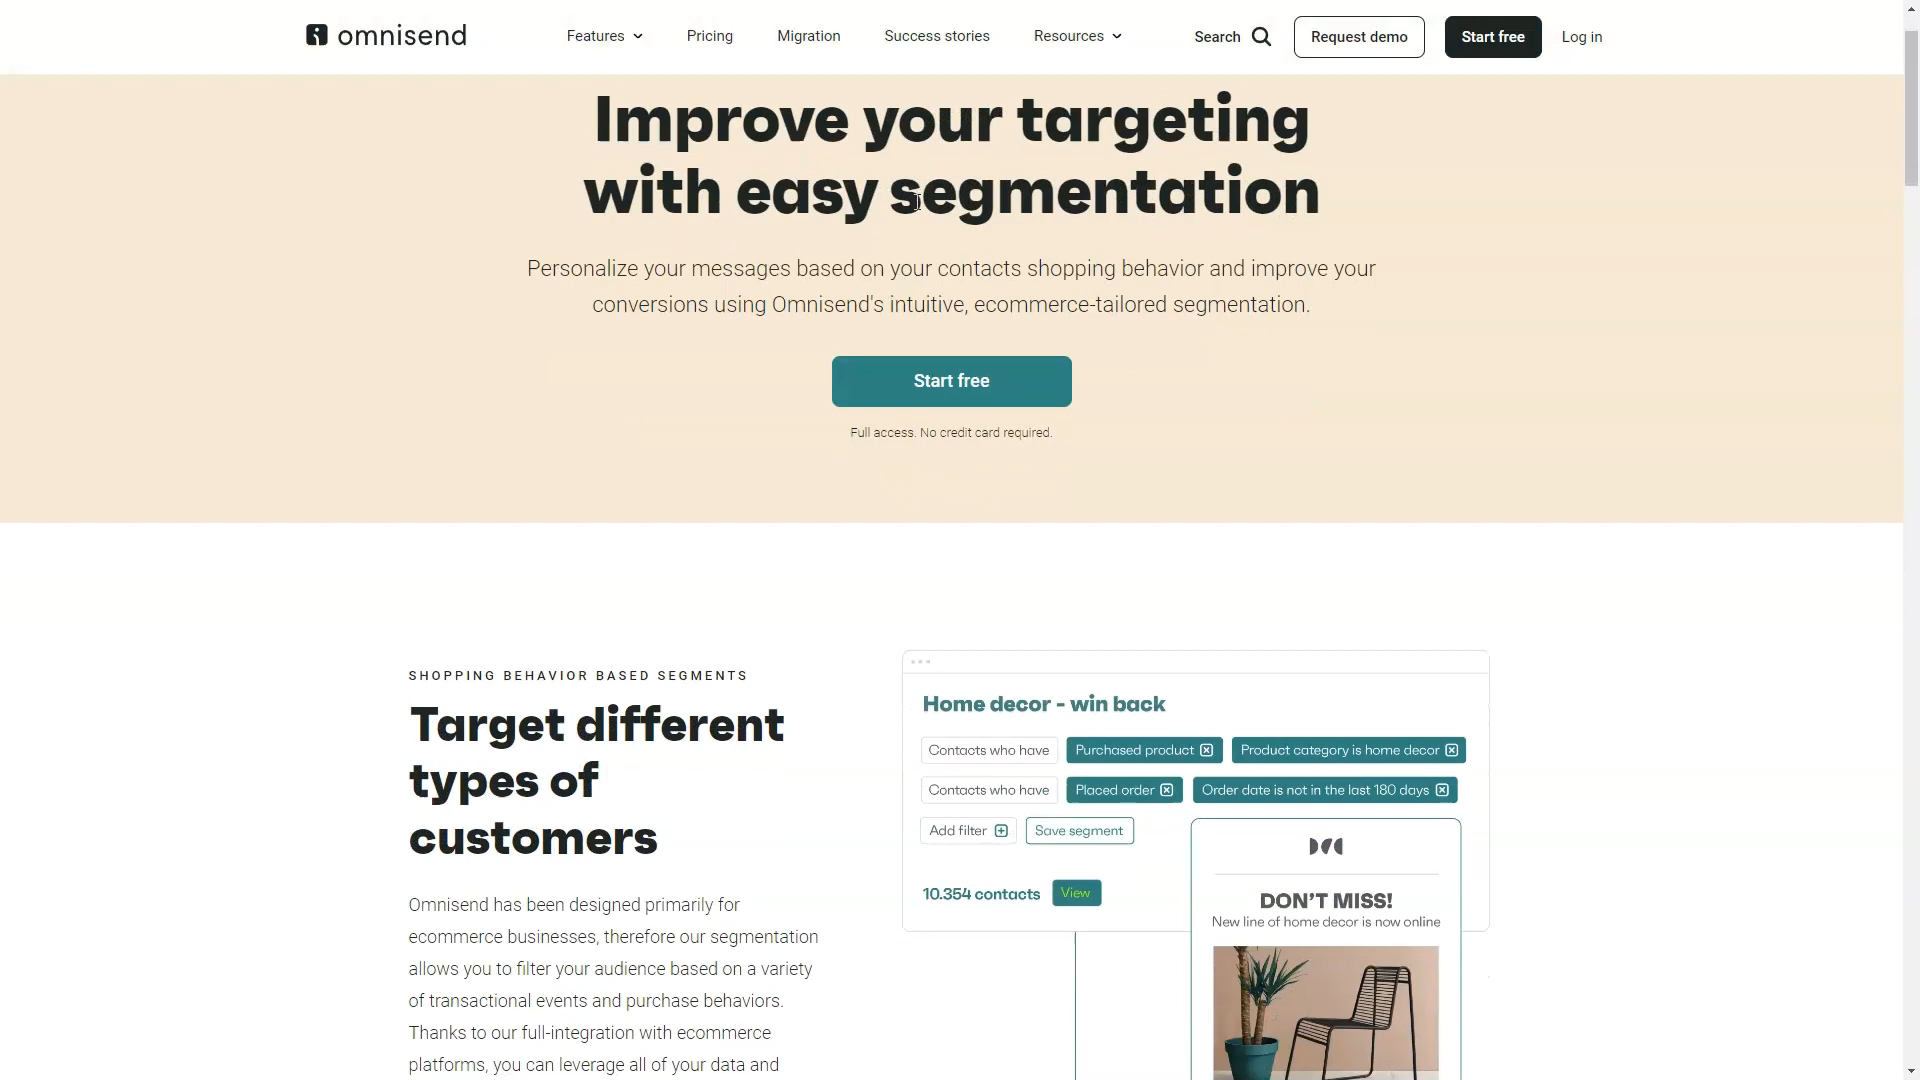 omnisend
Features
Pricing
Migration
Success stories
Resources
Search
Request demo
Start free
Log in
Improve your targeting
with easy segmentation
Personalize your messages based on your contacts shopping behavior and improve your
conversions using Omnisend's intuitive, ecommerce-tailored segmentation.
Start free
Full access. No credit card required.
SHOPPING BEHAVIOR BASED SEGMENTS
Target different
types of
customers
Omnisend has been designed primarily for
ecommerce businesses, therefore our segmentation
allows you to filter your audience based on a variety
of transactional events and purchase behaviors.
Thanks to our full-integration with ecommerce
platforms, you can leverage all of your data and
Home decor - win back
Contacts who have Purchased product Product category is home decor
Contacts who have Placed order Order date is not in the last 180 days
Add filter Save segment
10.354 contacts View
DON'T MISS!
New line of home decor is now online